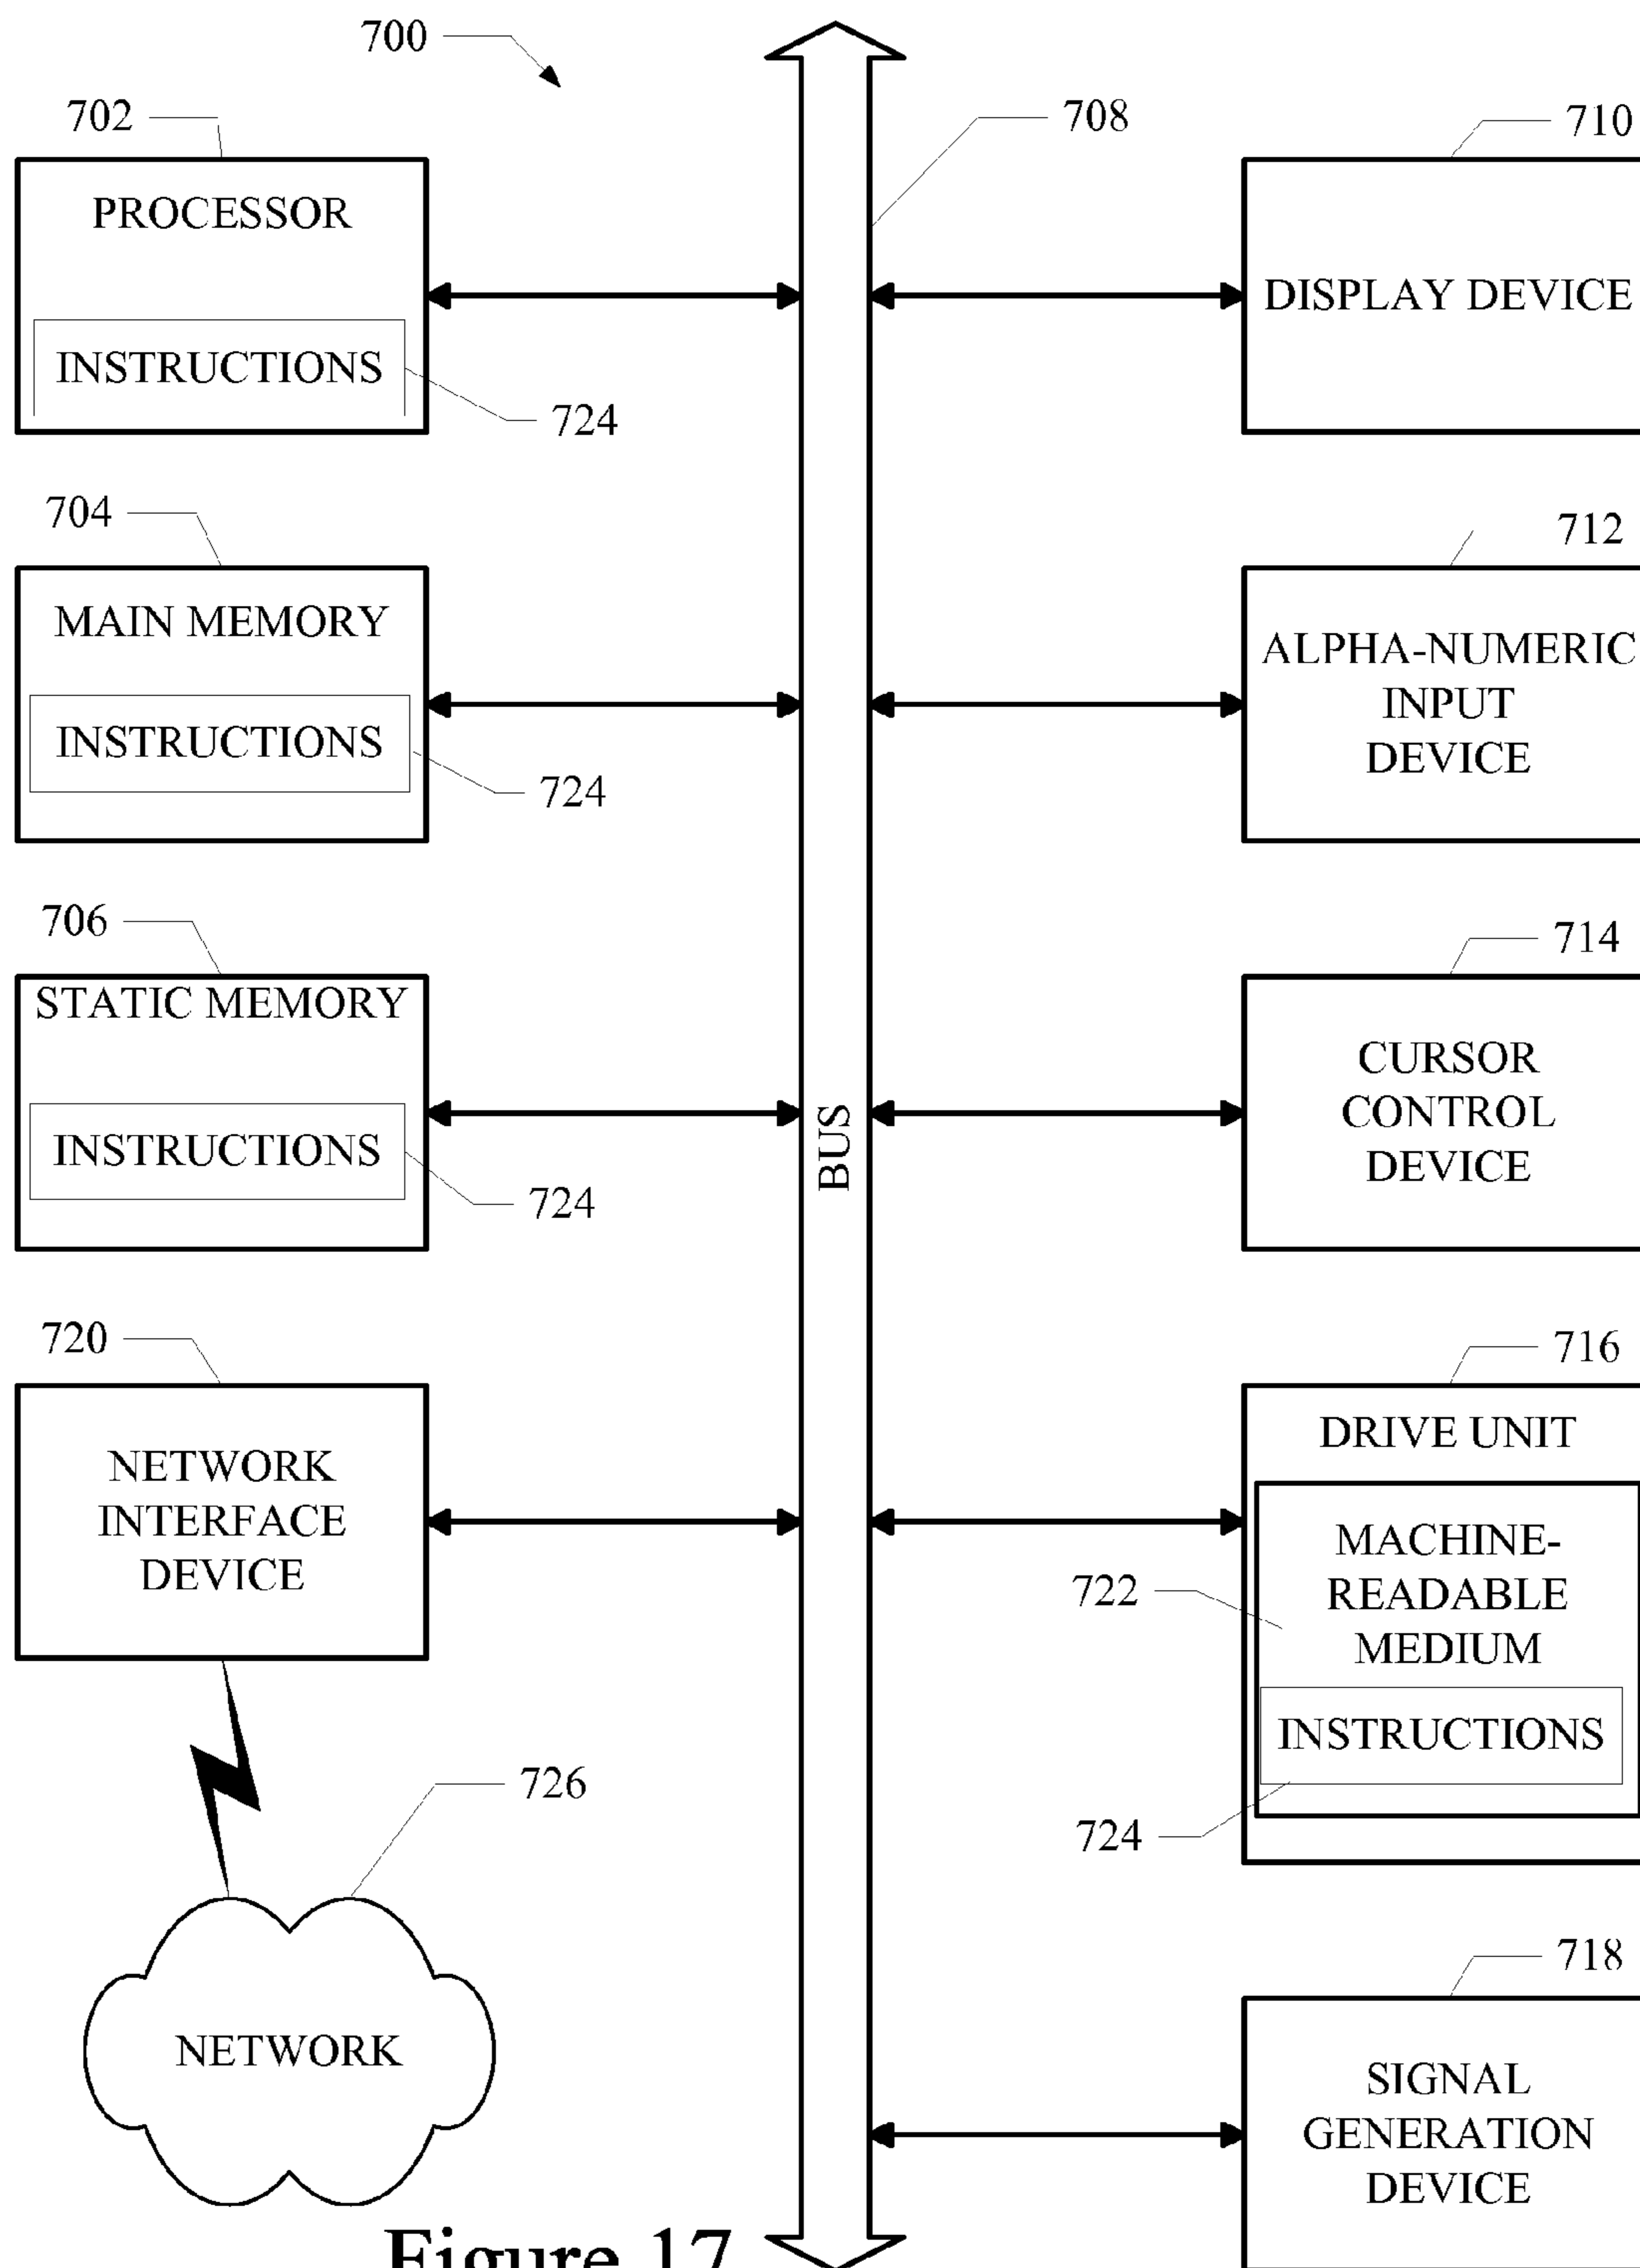 700
702
708
710
PROCESSOR
INSTRUCTIONS
724
DISPLAY DEVICE
704
712
MAIN MEMORY
INSTRUCTIONS
724
ALPHA-NUMERIC
INPUT
DEVICE
706
714
STATIC MEMORY
INSTRUCTIONS
724
BUS
CURSOR
CONTROL
DEVICE
720
716
NETWORK
INTERFACE
DEVICE
DRIVE UNIT
MACHINE-
READABLE
MEDIUM
722
INSTRUCTIONS
724
726
NETWORK
718
SIGNAL
GENERATION
DEVICE
Figure 17